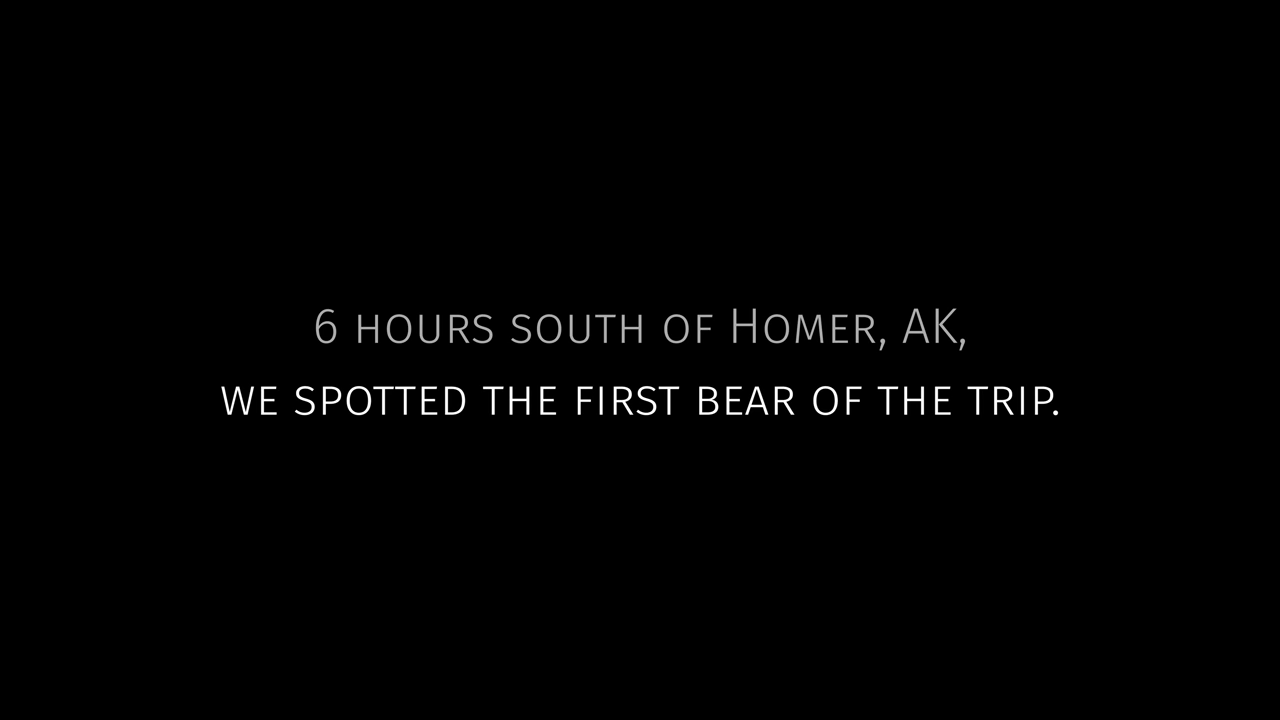 6 hours south of Homer, AK,
we spotted the first bear of the trip.